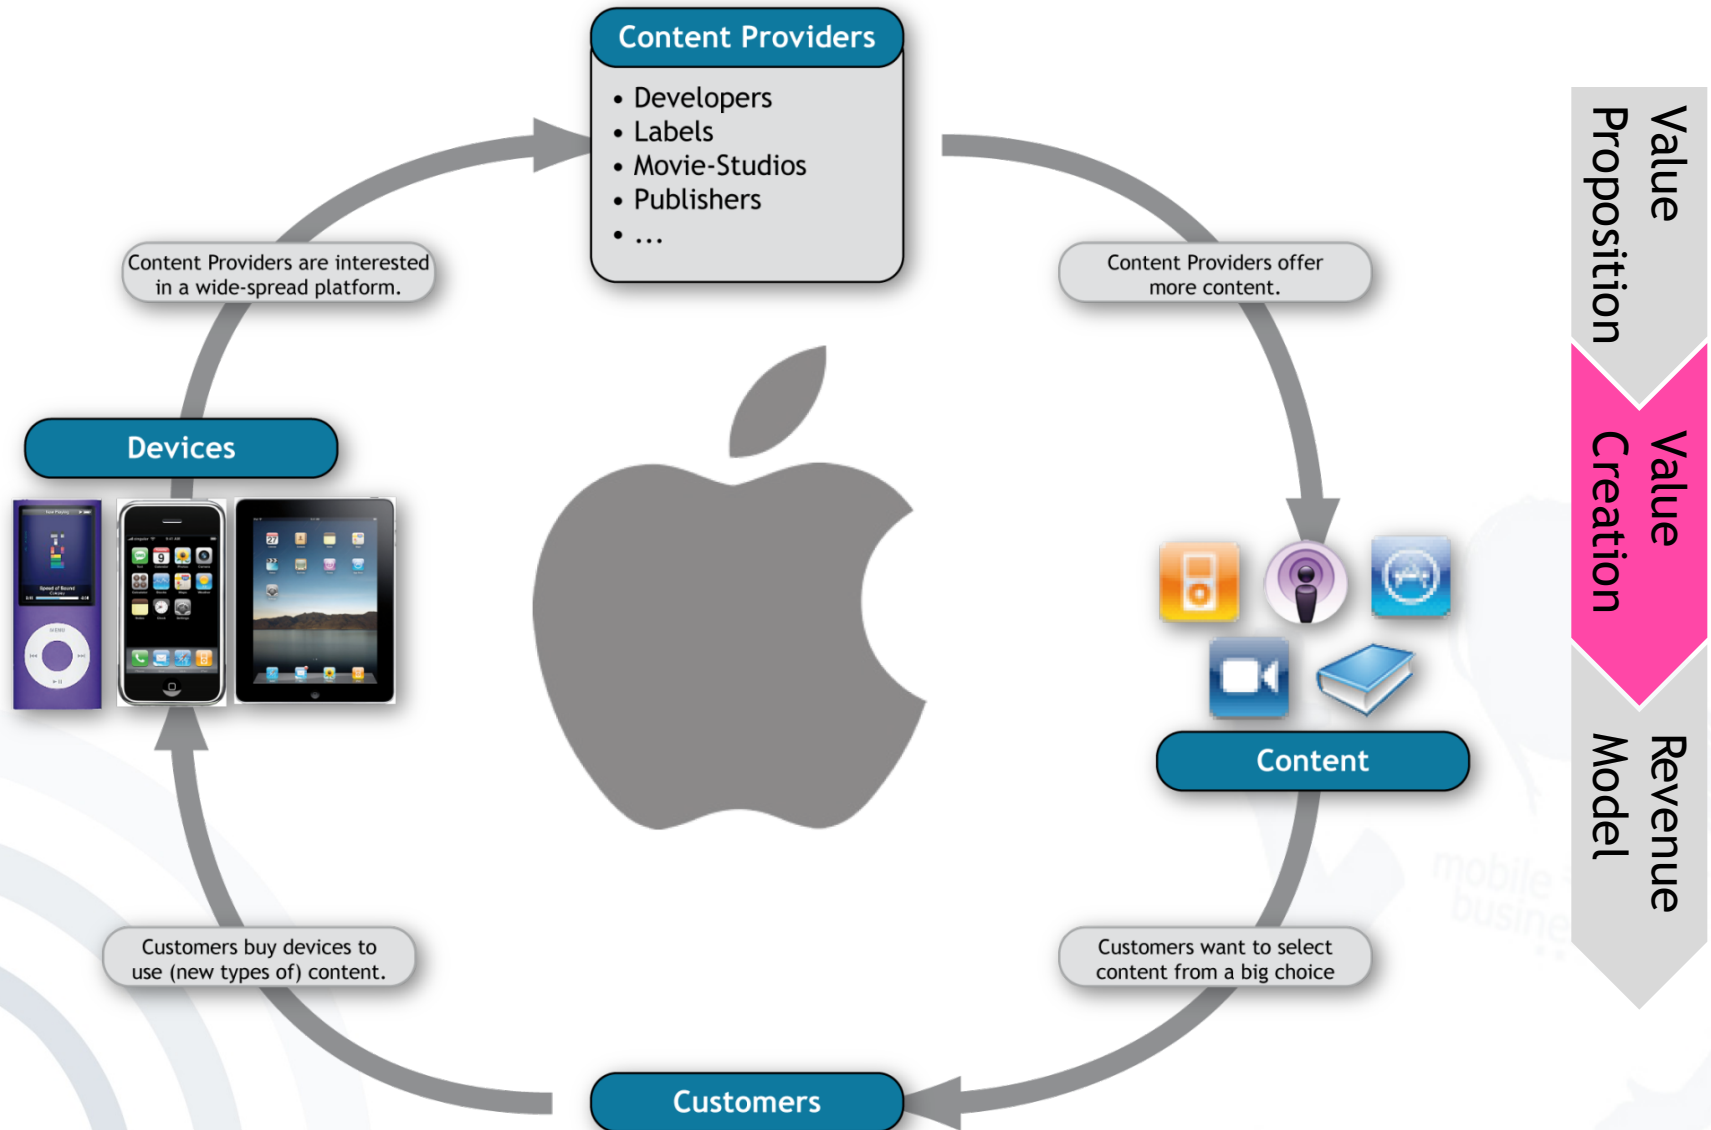 Content Providers
• Developers
• Labels
• Movie-Studios
• Publishers
• ...
Content Providers are interested
in a wide-spread platform.
Content Providers offer
more content.
Devices
Content
Customers buy devices to
use (new types of) content.
Customers want to select
content from a big choice
Customers
Value
Proposition
Value
Creation
Revenue
Model
mobile